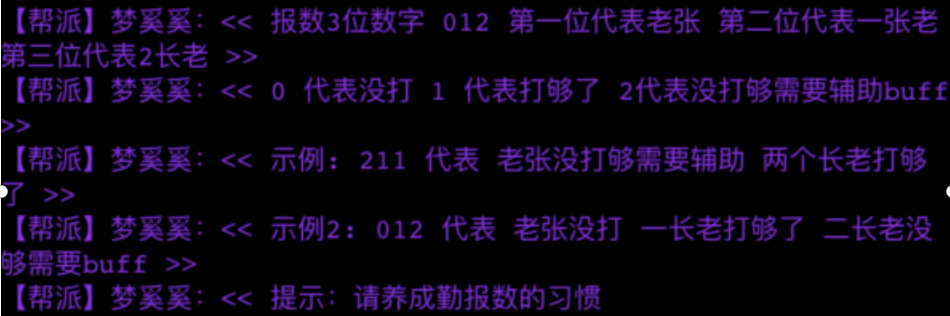 【帮派】梦奚奚：<< 报数3位数字 012 第一位代表老张 第二位代表一张老
第三位代表2长老 >>
【帮派】梦奚奚：<< 0 代表没打 1 代表打够了 2代表没打够需要辅助buff
>>
【帮派】梦奚奚：<< 示例: 211 代表 老张没打够需要辅助 两个长老打够
了 >>
【帮派】梦奚奚：<< 示例2: 012 代表 老张没打 一长老打够了 二长老没
够需要buff >>
【帮派】梦奚奚：<< 提示: 请养成勤报数的习惯